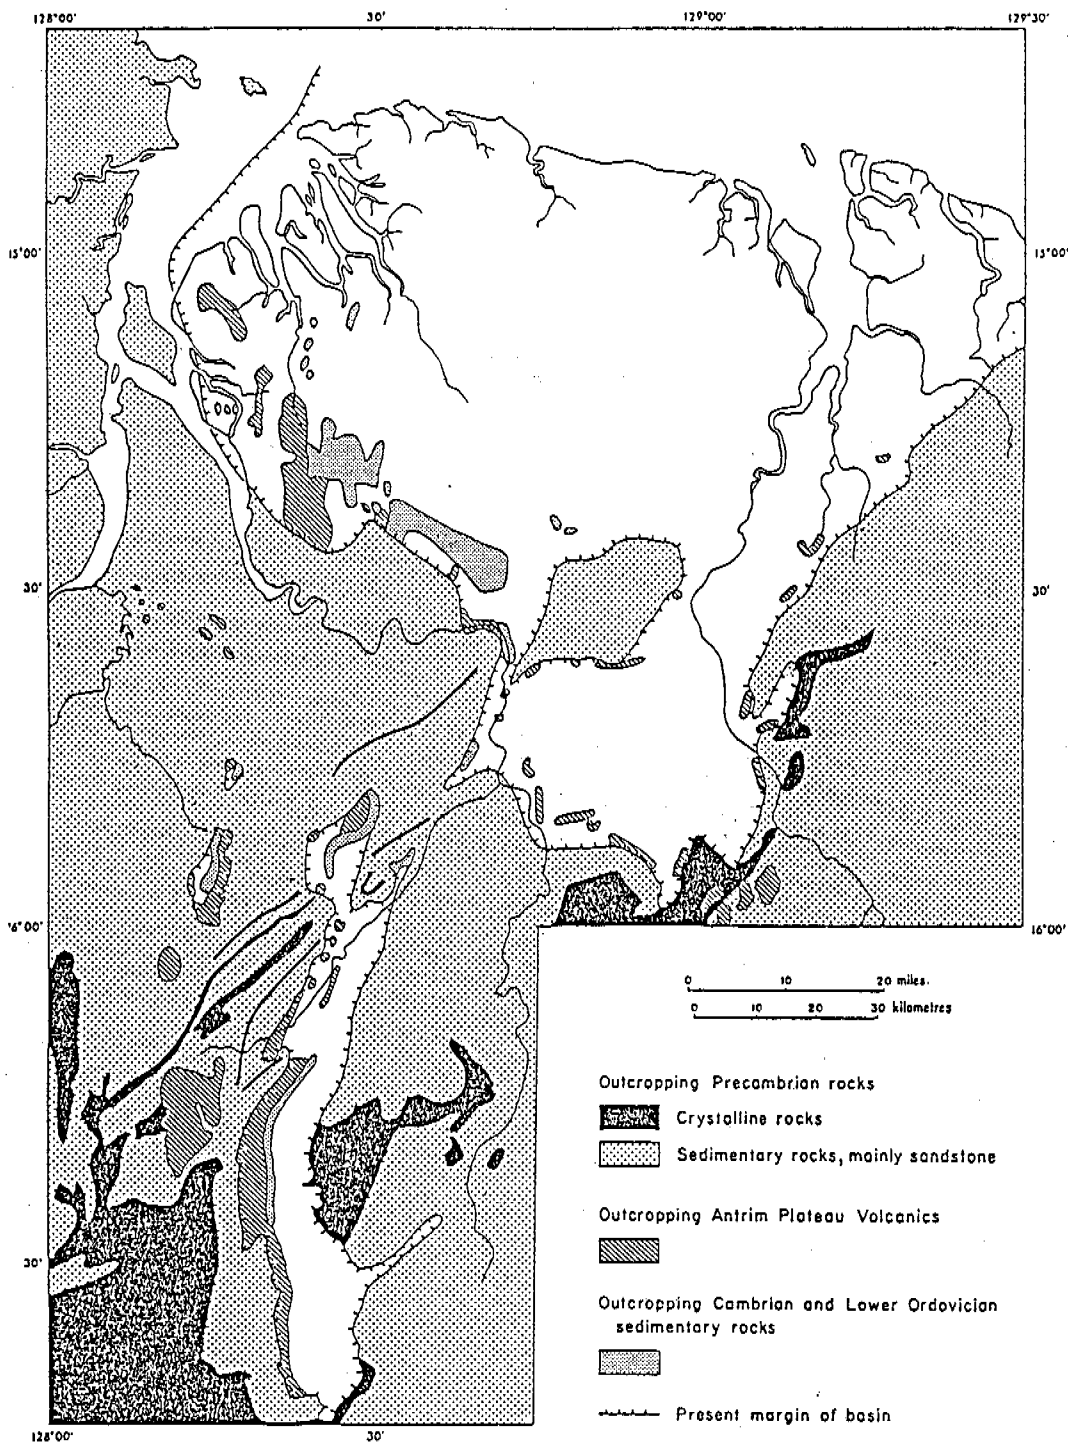 128°00' 30' 129°00' 129°30'
15°00' 15°00'
30' 30'
16°00' 16°00'
0 10 20 miles.
0 10 20 30 kilometres
Outcropping Precambrian rocks
Crystalline rocks
Sedimentary rocks, mainly sandstone
Outcropping Antrim Plateau Volcanics
30'
Outcropping Cambrian and Lower Ordovician
sedimentary rocks
Present margin of basin
128°00' 30'